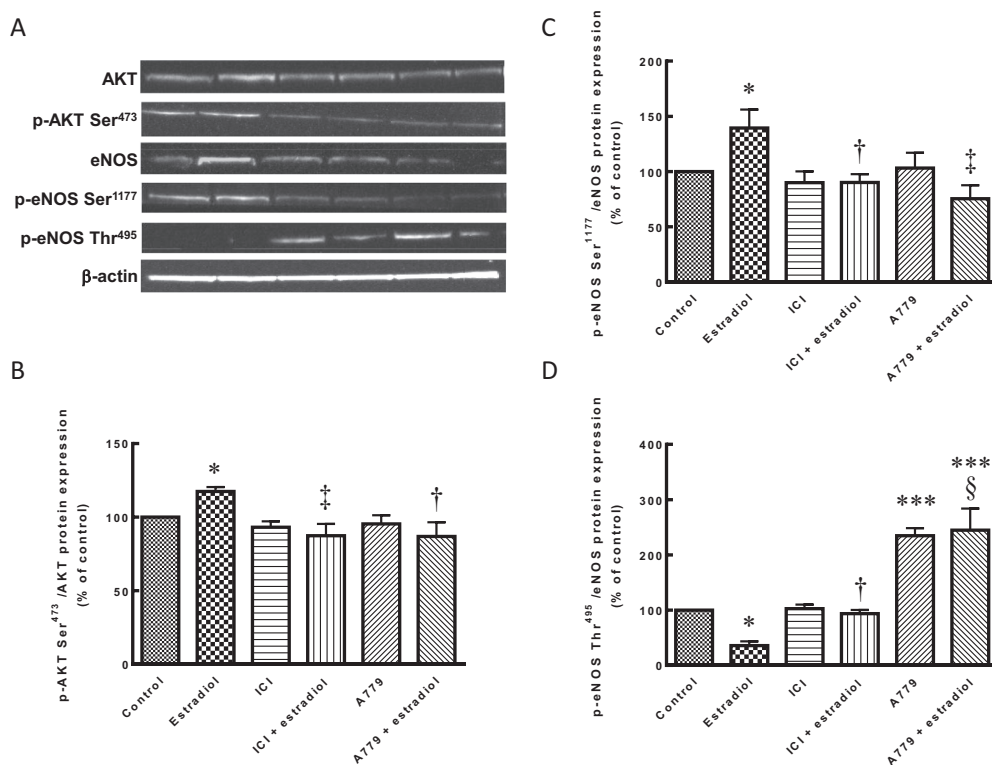 A
AKT
p-AKT Ser473
eNOS
p-eNOS Ser1177
p-eNOS Thr495
β-actin
B
p-AKT Ser473 /AKT protein expression
(% of control)
150
100
50
0
*
‡
†
Control
Estradiol
ICI
ICI + estradiol
A779
A779 + estradiol
C
p-eNOS Ser1177 /eNOS protein expression
(% of control)
200
150
100
50
0
*
†
‡
Control
Estradiol
ICI
ICI + estradiol
A779
A779 + estradiol
D
p-eNOS Thr495 /eNOS protein expression
(% of control)
400
300
200
100
0
*
†
***
***
§
Control
Estradiol
ICI
ICI + estradiol
A779
A779 + estradiol